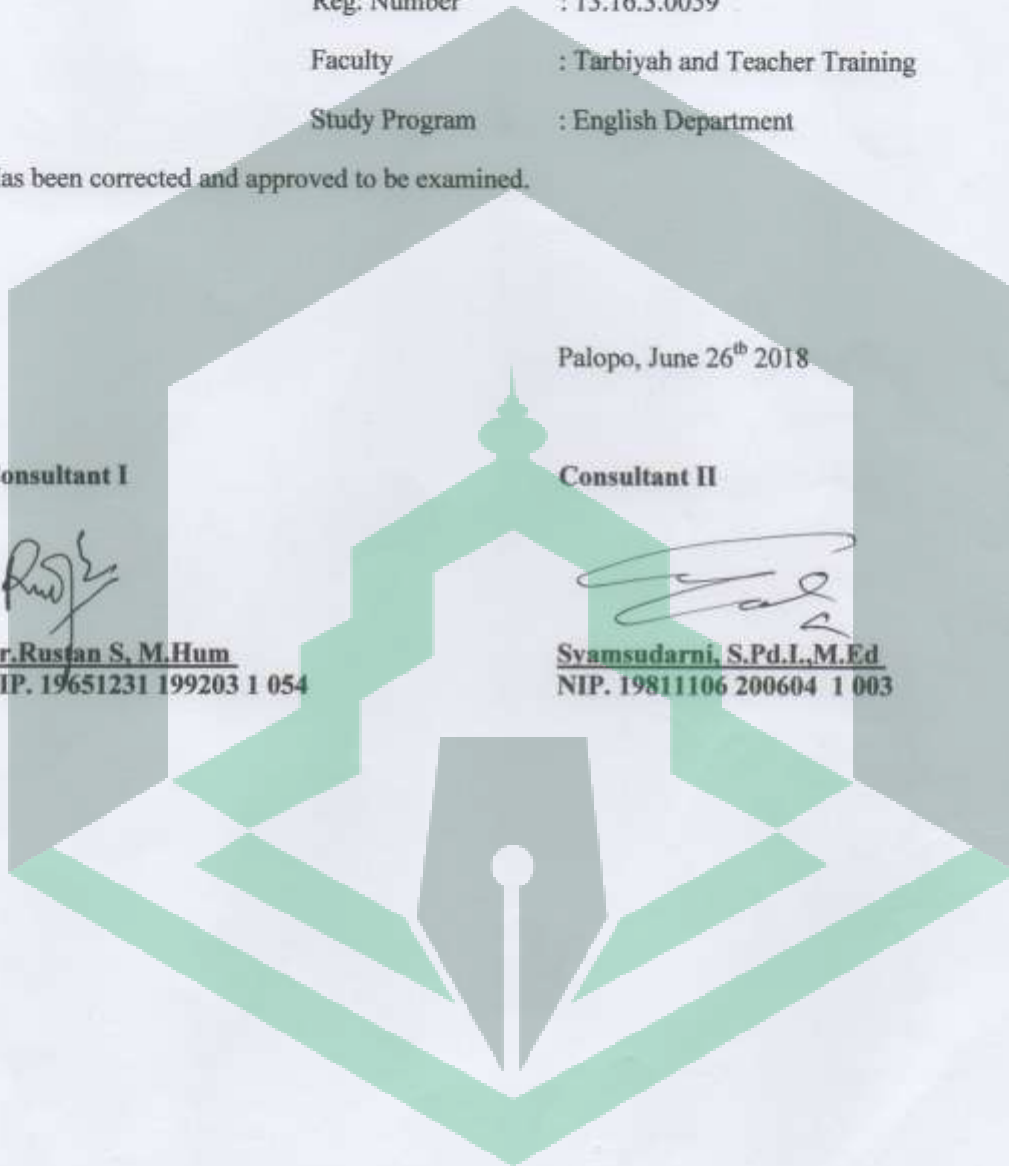 Reg. Number : 13.16.3.0059
Faculty : Tarbiyah and Teacher Training
Study Program : English Department
as been corrected and approved to be examined.
Palopo, June 26th 2018
onsultant I Consultant II
r.Rustan S, M.Hum Syamsudarni, S.Pd.I.,M.Ed
IP. 19651231 199203 1 054 NIP. 19811106 200604 1 003